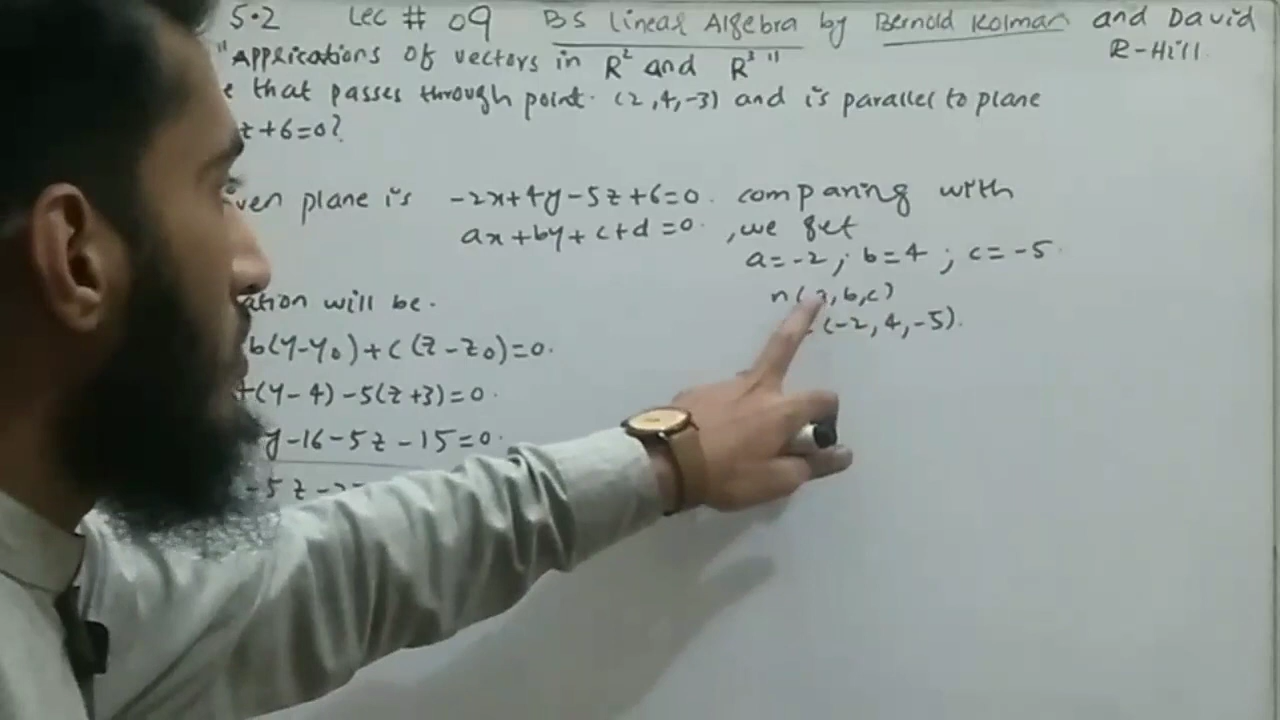 5.2 Lec # 09 BS Linear Algebra by Bernold Kolman and David R-Hill
"Applications of vectors in R² and R³"
e that passes through point (2,4,-3) and is parallel to plane
z+6=0?
ven plane is -2x+4y-5z+6=0. comparing with
ax+by+c+d=0, we get
a=-2; b=4; c=-5
n(a,b,c)
(-2,4,-5).
ation will be.
b(y-y₀)+c(z-z₀)=0.
(y-4)-5(z+3)=0.
y-16-5z-15=0.
-5z-